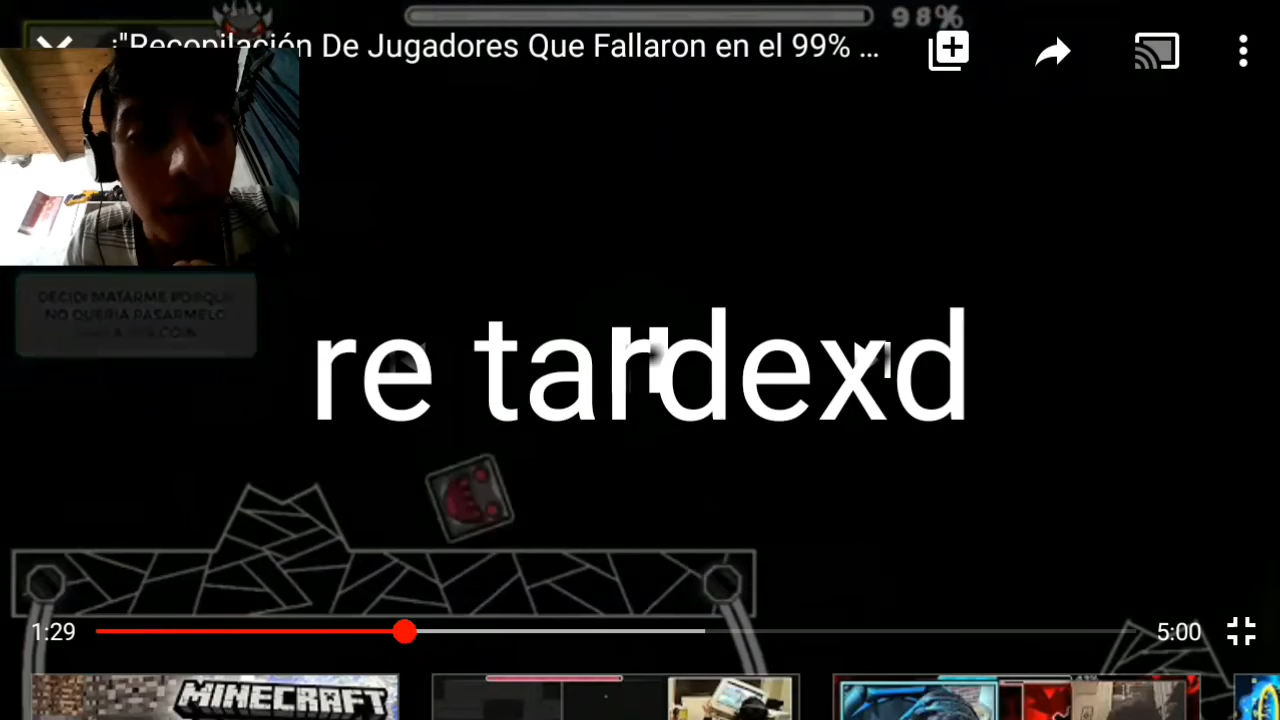 98%
¡"Recopilación De Jugadores Que Fallaron en el 99% ...
DECIDI MATARME PORQUE
NO QUERIA PASARMELO
re tardexd
1:29
5:00
MINECRAFT